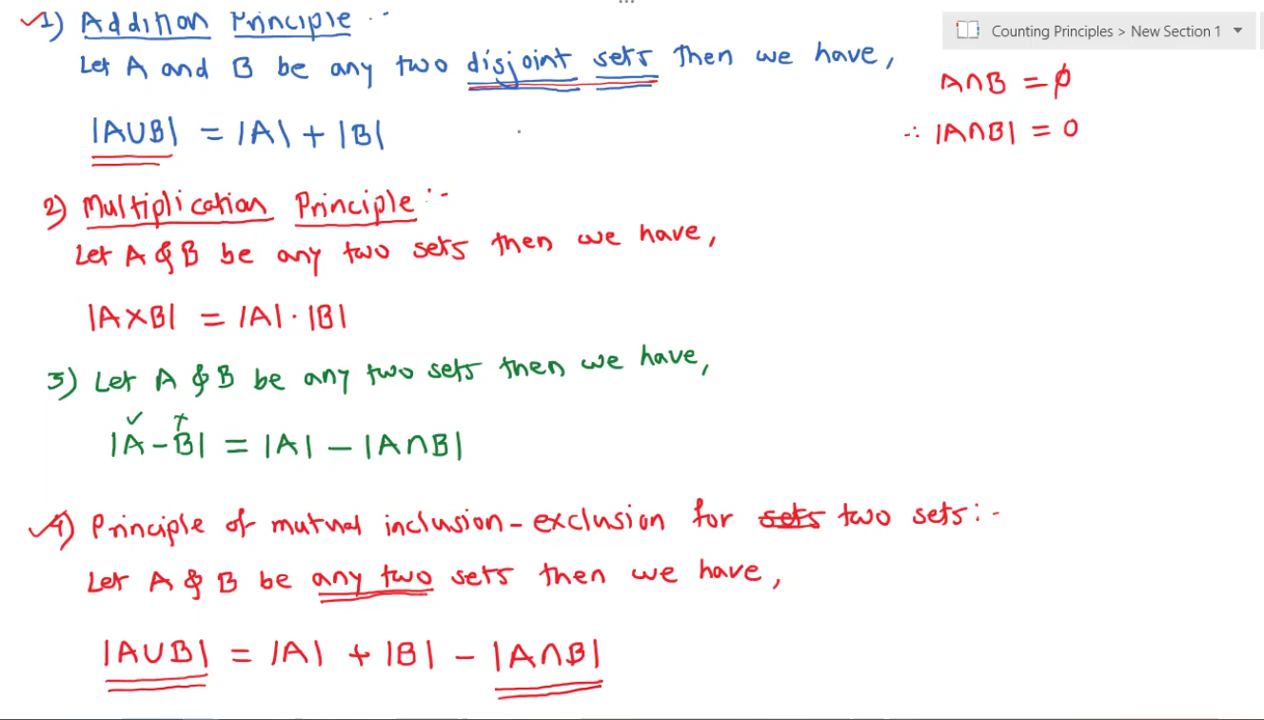 1) Addition Principle :-
Counting Principles > New Section 1
Let A and B be any two disjoint sets then we have,
A∩B = ϕ
|A∪B| = |A| + |B|
∴ |A∩B| = 0
2) Multiplication Principle :-
Let A & B be any two sets then we have,
|A×B| = |A| · |B|
3) Let A & B be any two sets then we have,
|A - B| = |A| - |A∩B|
4) Principle of mutual inclusion-exclusion for sets two sets:-
Let A & B be any two sets then we have,
|A∪B| = |A| + |B| - |A∩B|